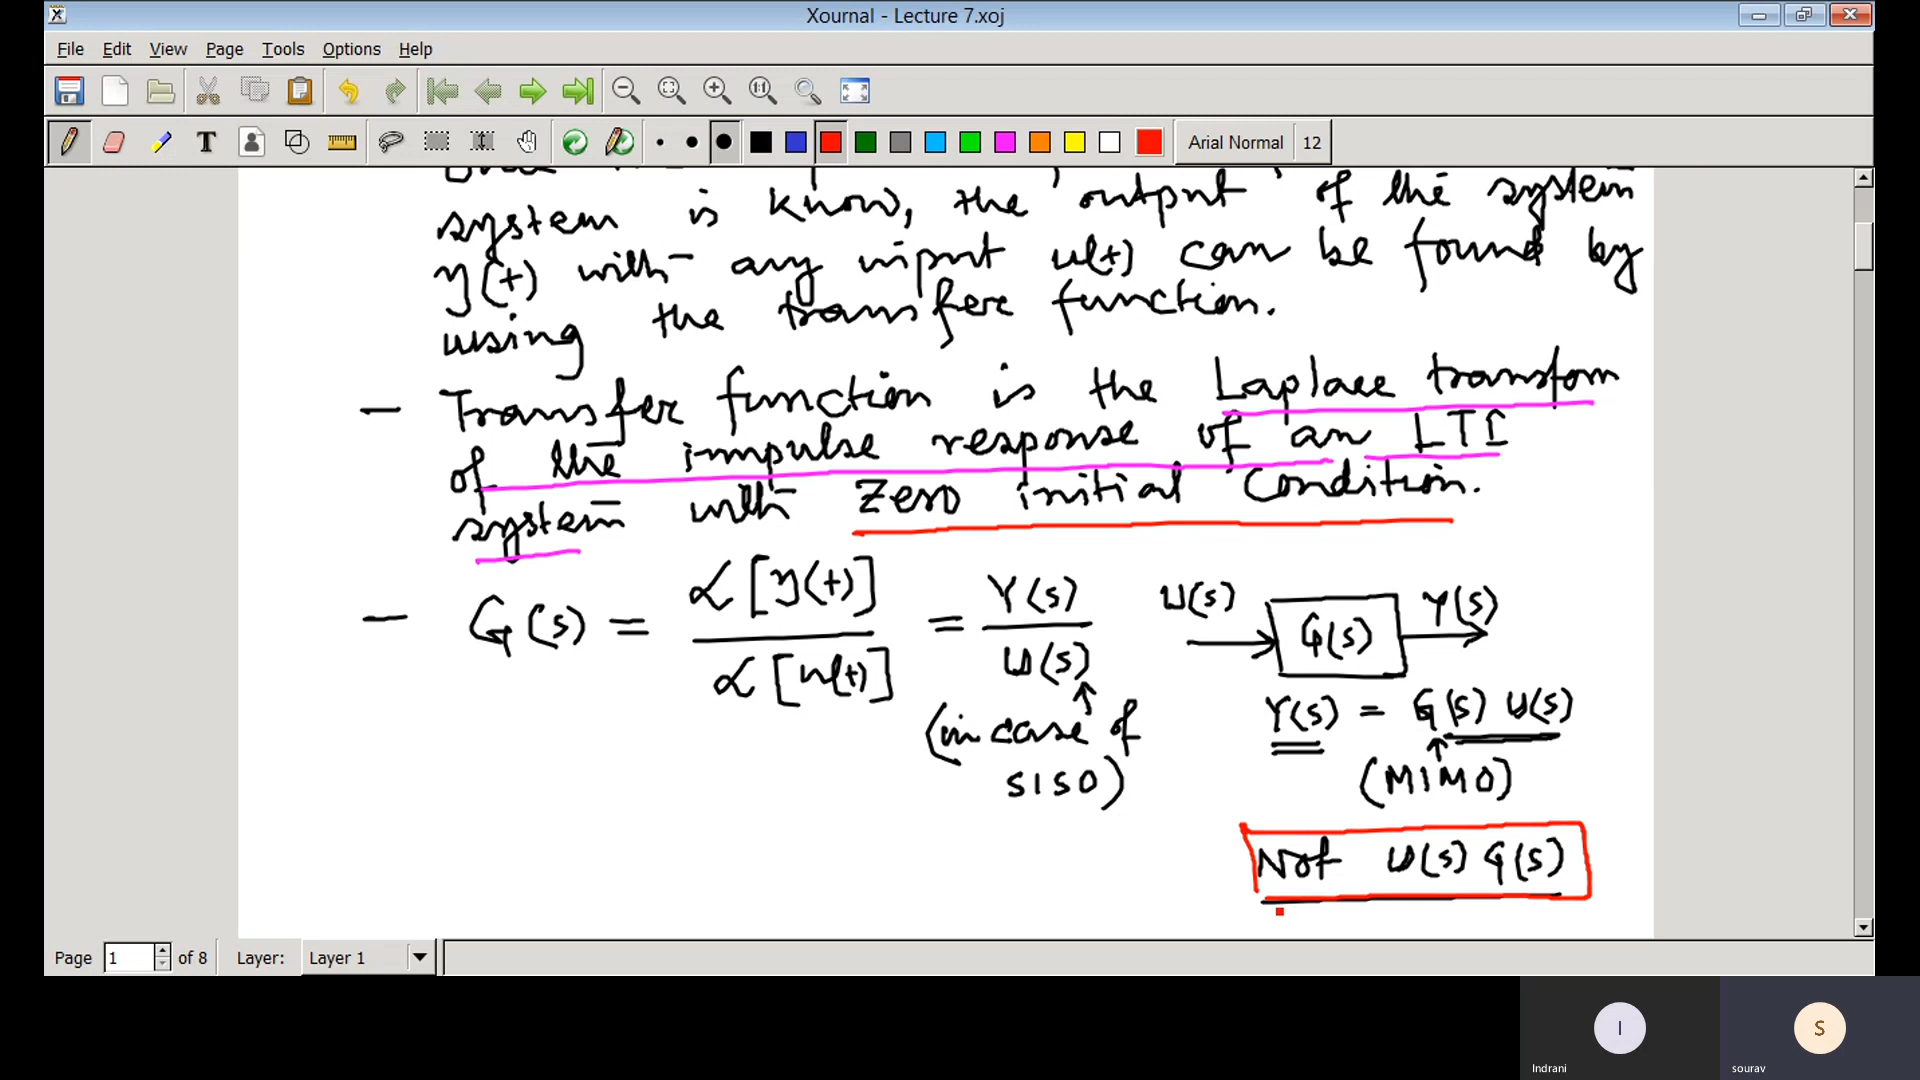 Xournal - Lecture 7.xoj
File Edit View Page Tools Options Help
Arial Normal 12
system is know, the output of the system
y(t) with any input u(t) can be found by
using the transfer function.
- Transfer function is the Laplace transfom
of the impulse response of an LTI
system with Zero initial Condition.
- G(s) = ℒ[y(t)] / ℒ[u(t)] = Y(s) / U(s)
U(s) G(s) Y(s)
(in case of
SISO)
Y(s) = G(s) U(s)
(MIMO)
Not U(s) G(s)
Page 1 of 8 Layer: Layer 1
I S
Indrani sourav